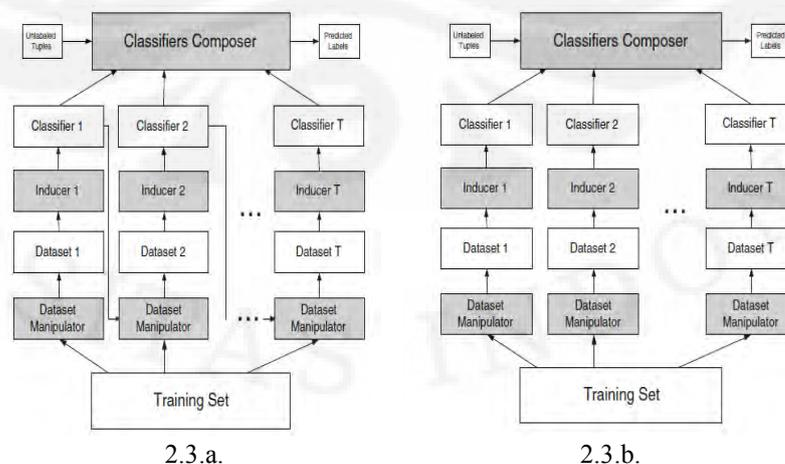 Unlabeled
Tuples
Classifiers Composer
Predicted
Labels
Classifier 1
Classifier 2
Classifier T
Inducer 1
Inducer 2
Inducer T
...
Dataset 1
Dataset 2
Dataset T
Dataset
Manipulator
Dataset
Manipulator
...
Dataset
Manipulator
Training Set
2.3.a.
Unlabeled
Tuples
Classifiers Composer
Predicted
Labels
Classifier 1
Classifier 2
Classifier T
Inducer 1
Inducer 2
Inducer T
...
Dataset 1
Dataset 2
Dataset T
Dataset
Manipulator
Dataset
Manipulator
Dataset
Manipulator
Training Set
2.3.b.